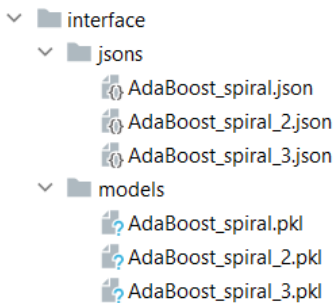 interface
jsons
AdaBoost_spiral.json
AdaBoost_spiral_2.json
AdaBoost_spiral_3.json
models
AdaBoost_spiral.pkl
AdaBoost_spiral_2.pkl
AdaBoost_spiral_3.pkl